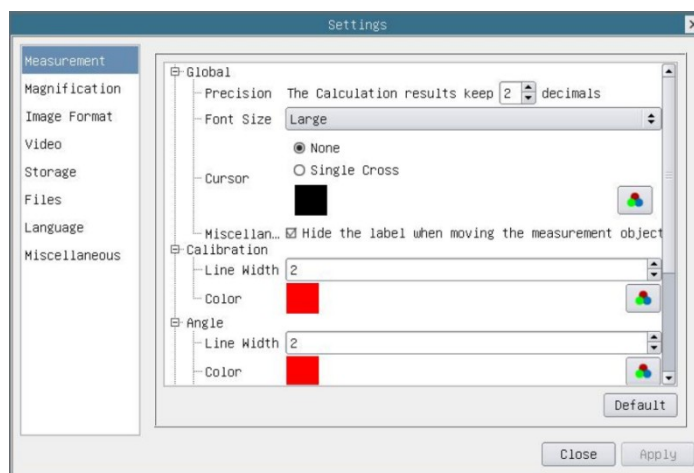 Settings
Measurement
Magnification
Image Format
Video
Storage
Files
Language
Miscellaneous
Global
Precision The Calculation results keep 2 decimals
Font Size Large
None
Single Cross
Cursor
Miscellan… Hide the label when moving the measurement object
Calibration
Line Width 2
Color
Angle
Line Width 2
Color
Default
Close Apply